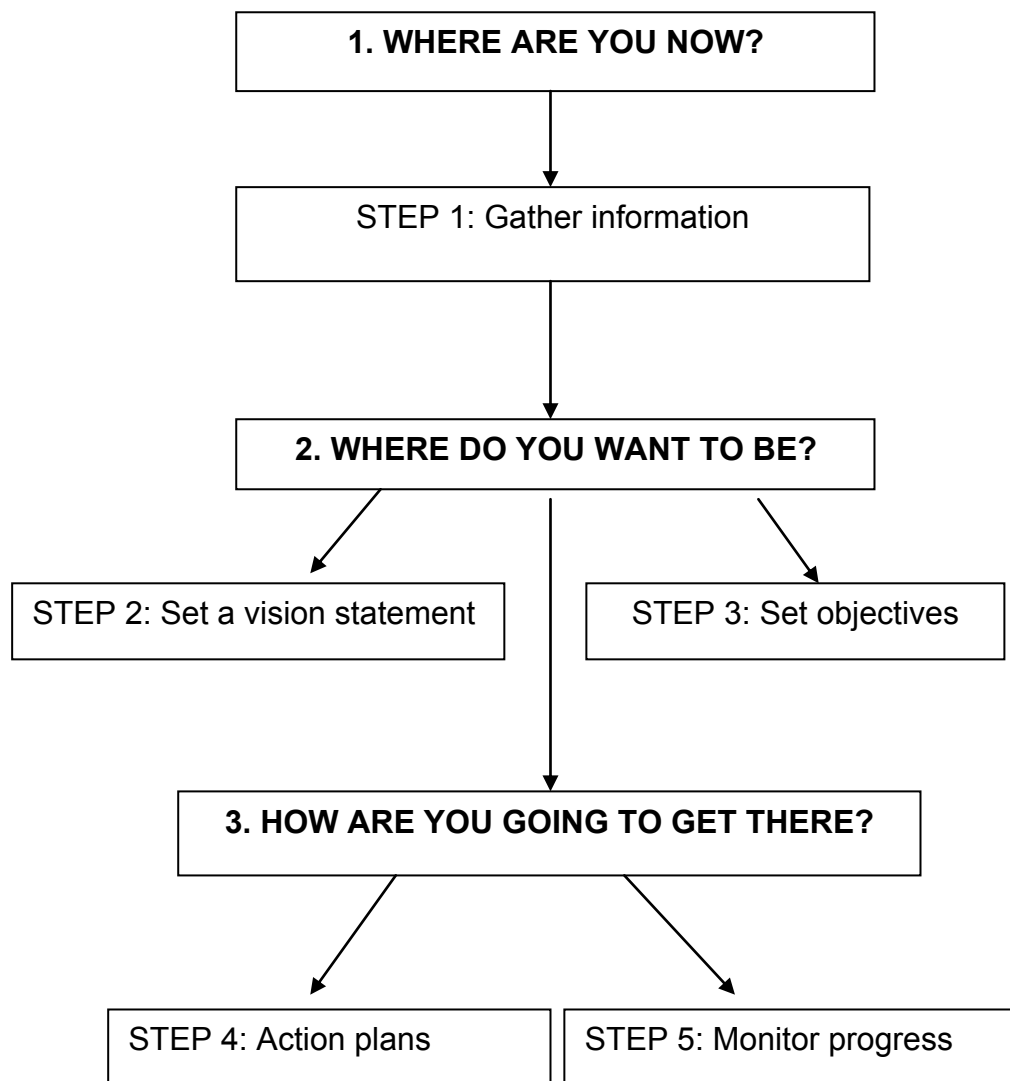 1. WHERE ARE YOU NOW?
STEP 1: Gather information
2. WHERE DO YOU WANT TO BE?
STEP 2: Set a vision statement
STEP 3: Set objectives
3. HOW ARE YOU GOING TO GET THERE?
STEP 4: Action plans
STEP 5: Monitor progress